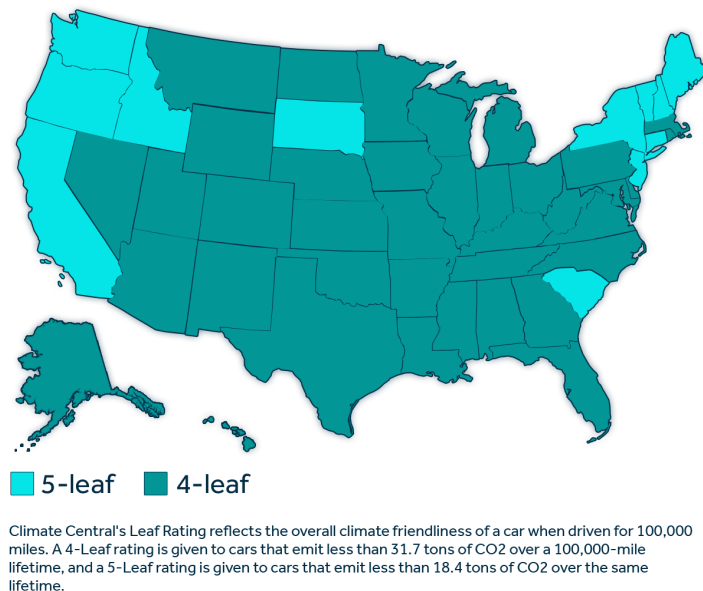 5-leaf 4-leaf
Climate Central's Leaf Rating reflects the overall climate friendliness of a car when driven for 100,000
miles. A 4-Leaf rating is given to cars that emit less than 31.7 tons of CO2 over a 100,000-mile
lifetime, and a 5-Leaf rating is given to cars that emit less than 18.4 tons of CO2 over the same
lifetime.